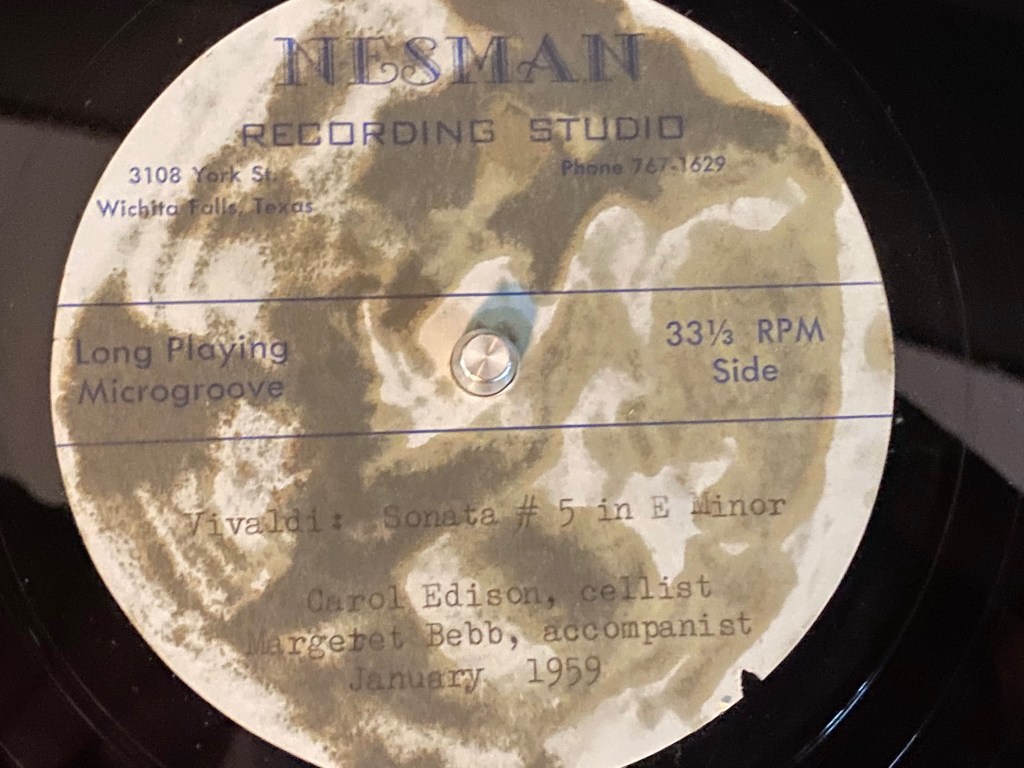 NESMAN
RECORDING STUDIO
3108 York St. Phone 767-1629
Wichita Falls, Texas
Long Playing 33⅓ RPM
Microgroove Side
Vivaldi: Sonata # 5 in E Minor
Carol Edison, cellist
Margeret Bebb, accompanist
January 1959